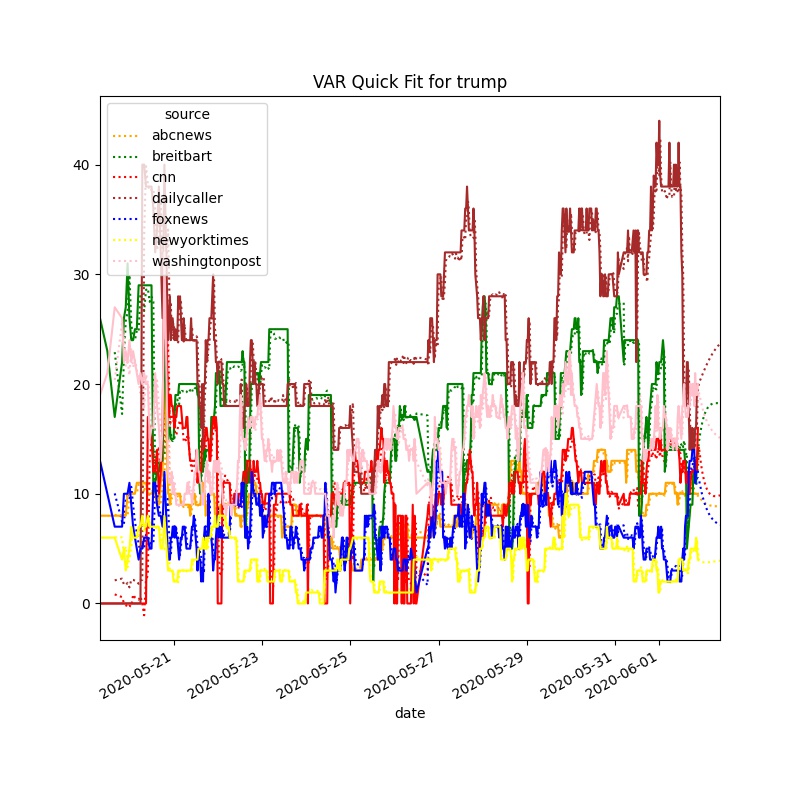 VAR Quick Fit for trump
source
abcnews
breitbart
cnn
dailycaller
foxnews
newyorktimes
washingtonpost
40
30
20
10
0
2020-05-21
2020-05-23
2020-05-25
2020-05-27
2020-05-29
2020-05-31
2020-06-01
date